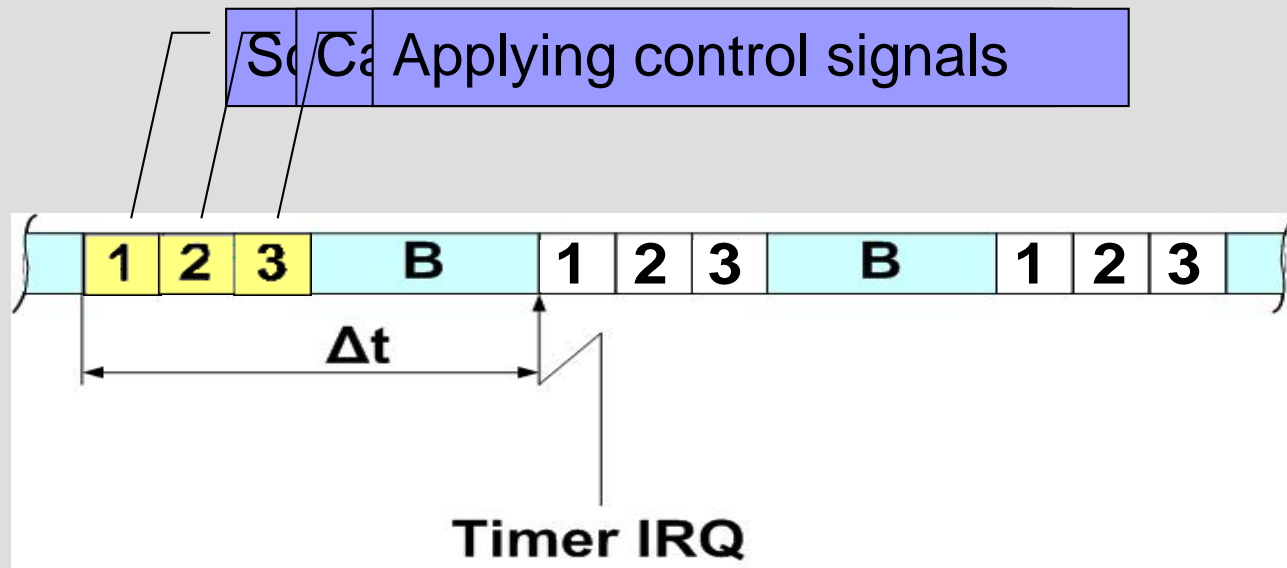 Applying control signals
1 2 3 B 1 2 3 B 1 2 3
Δt
Timer IRQ